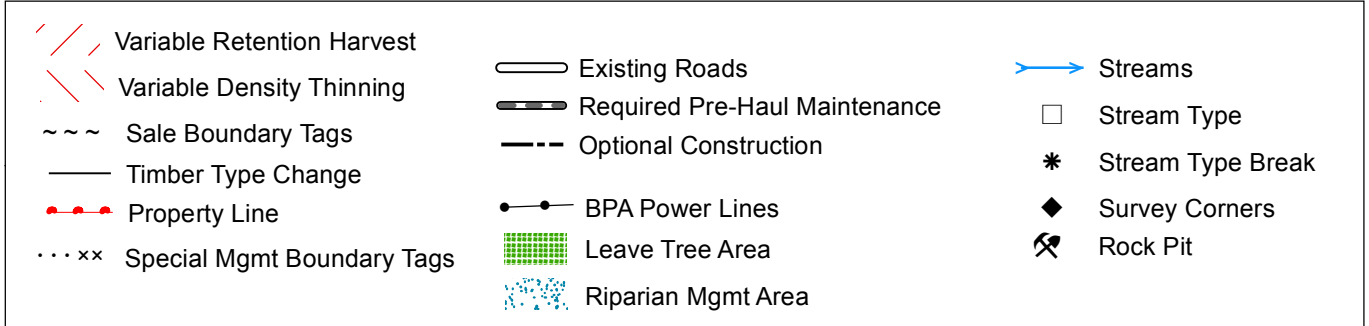 Variable Retention Harvest
Variable Density Thinning
Sale Boundary Tags
Timber Type Change
Property Line
Special Mgmt Boundary Tags
Existing Roads
Required Pre-Haul Maintenance
Optional Construction
BPA Power Lines
Leave Tree Area
Riparian Mgmt Area
Streams
Stream Type
Stream Type Break
Survey Corners
Rock Pit